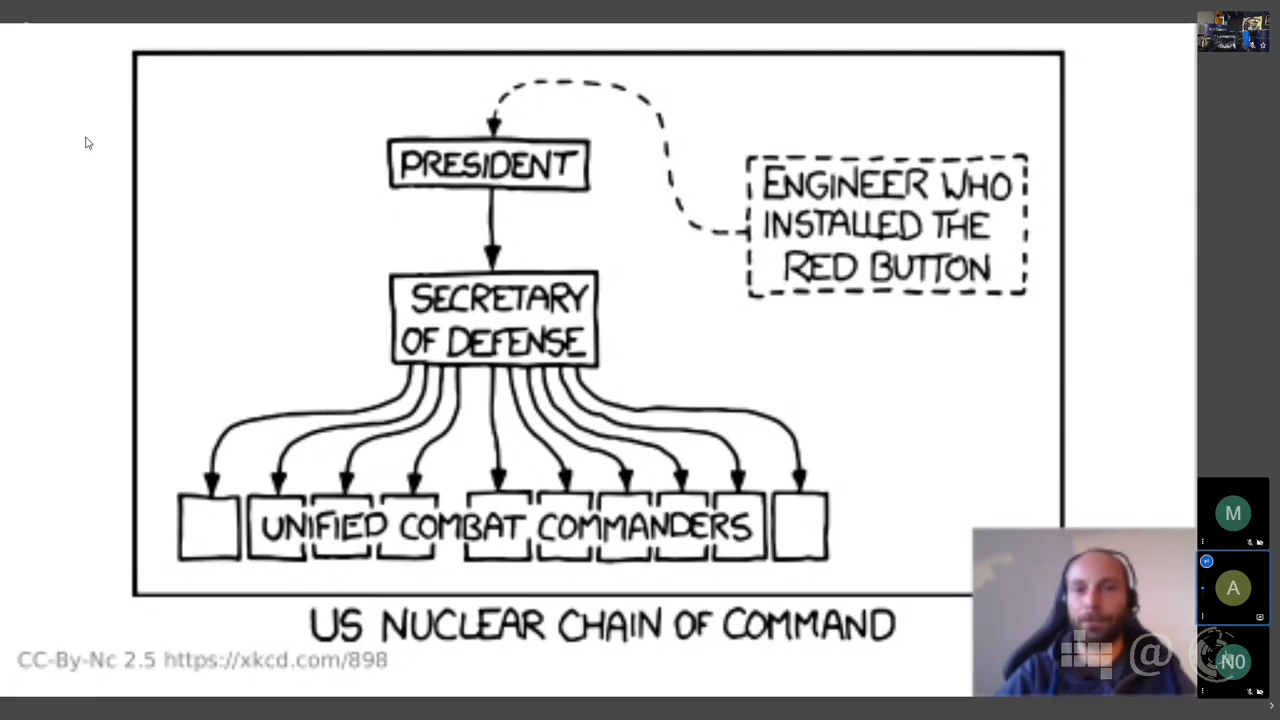 PRESIDENT
ENGINEER WHO
INSTALLED THE
RED BUTTON
SECRETARY
OF DEFENSE
UNIFIED COMBAT COMMANDERS
US NUCLEAR CHAIN OF COMMAND
CC-By-Nc 2.5 https://xkcd.com/898
@
M
A
N0